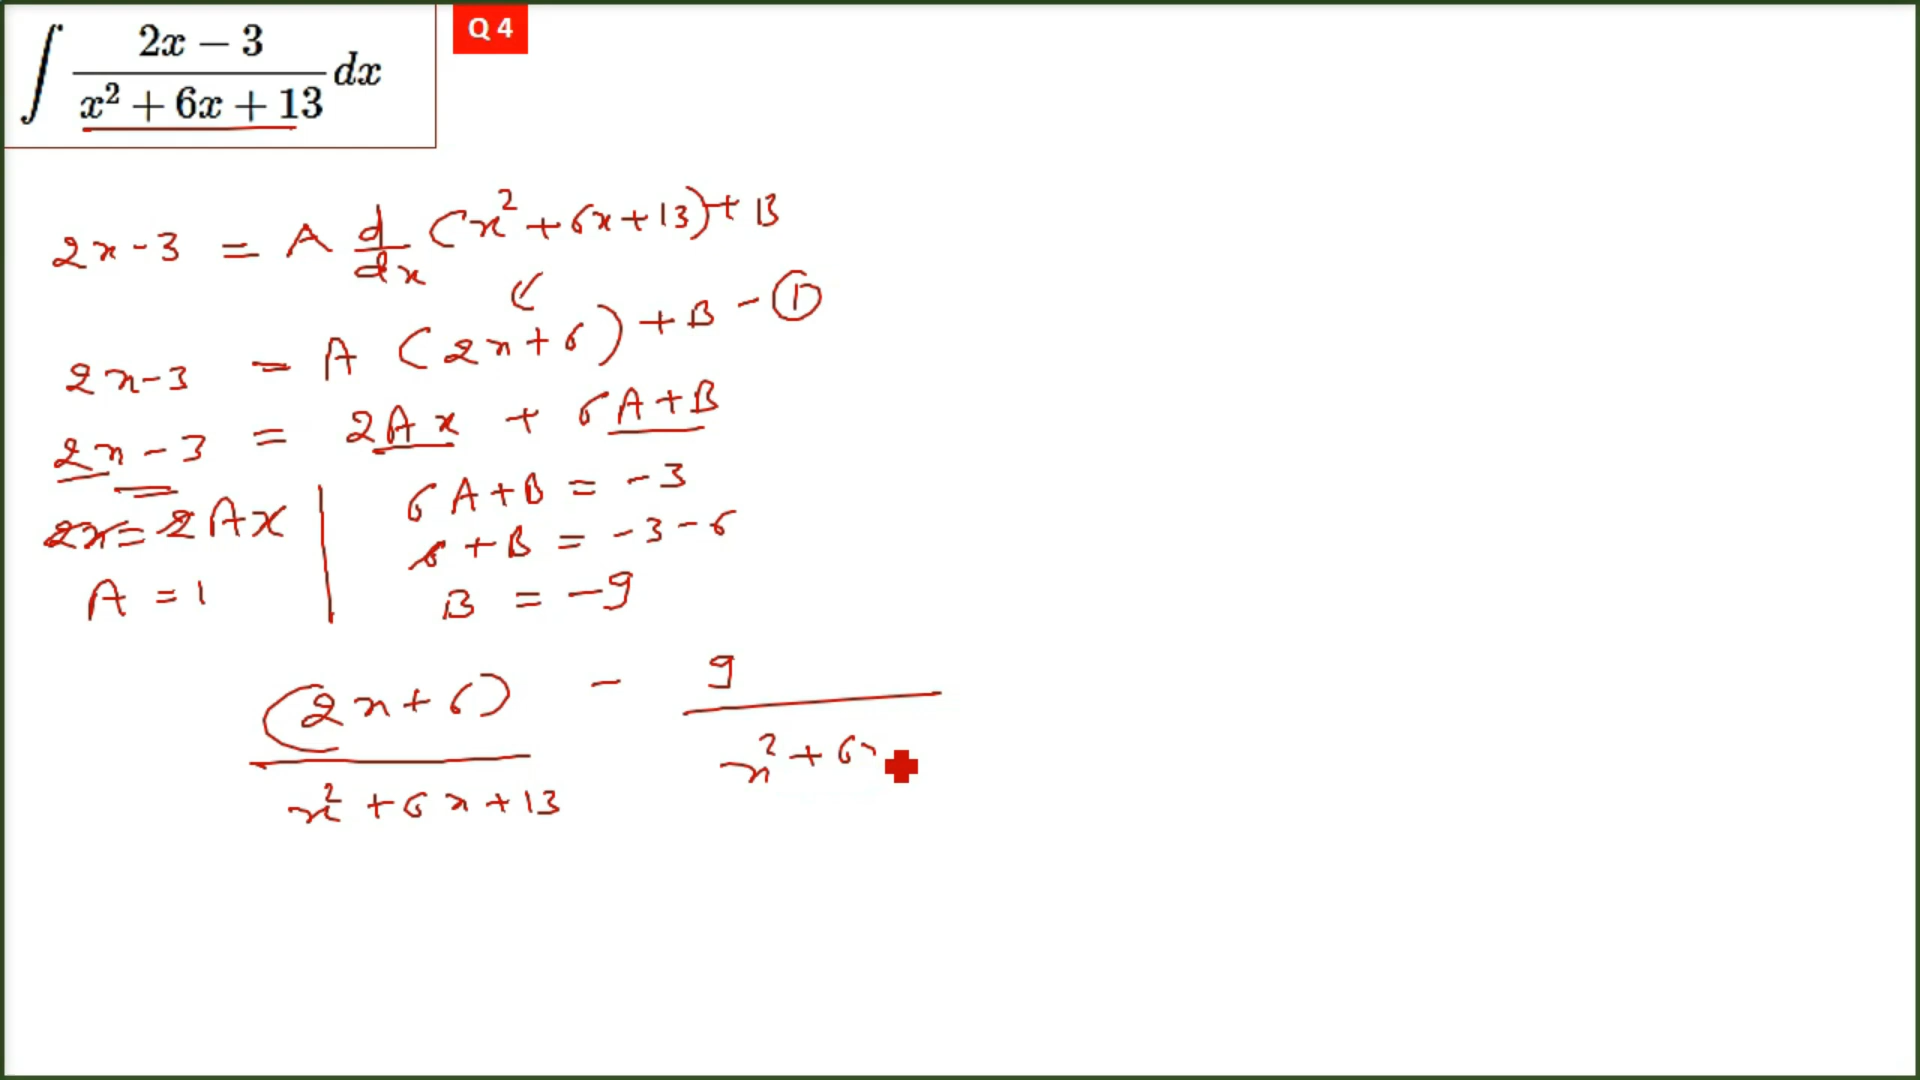 ∫ (2x − 3)/(x² + 6x + 13) dx
Q 4
2x-3 = A d/dx (x²+6x+13)+B
2x-3 = A (2x+6) + B - ①
2x-3 = 2Ax + 6A+B
2x = 2Ax | 6A+B = -3
6+B = -3-6
A = 1 | B = -9
(2x+6)/(x²+6x+13) - 9/(x²+6x